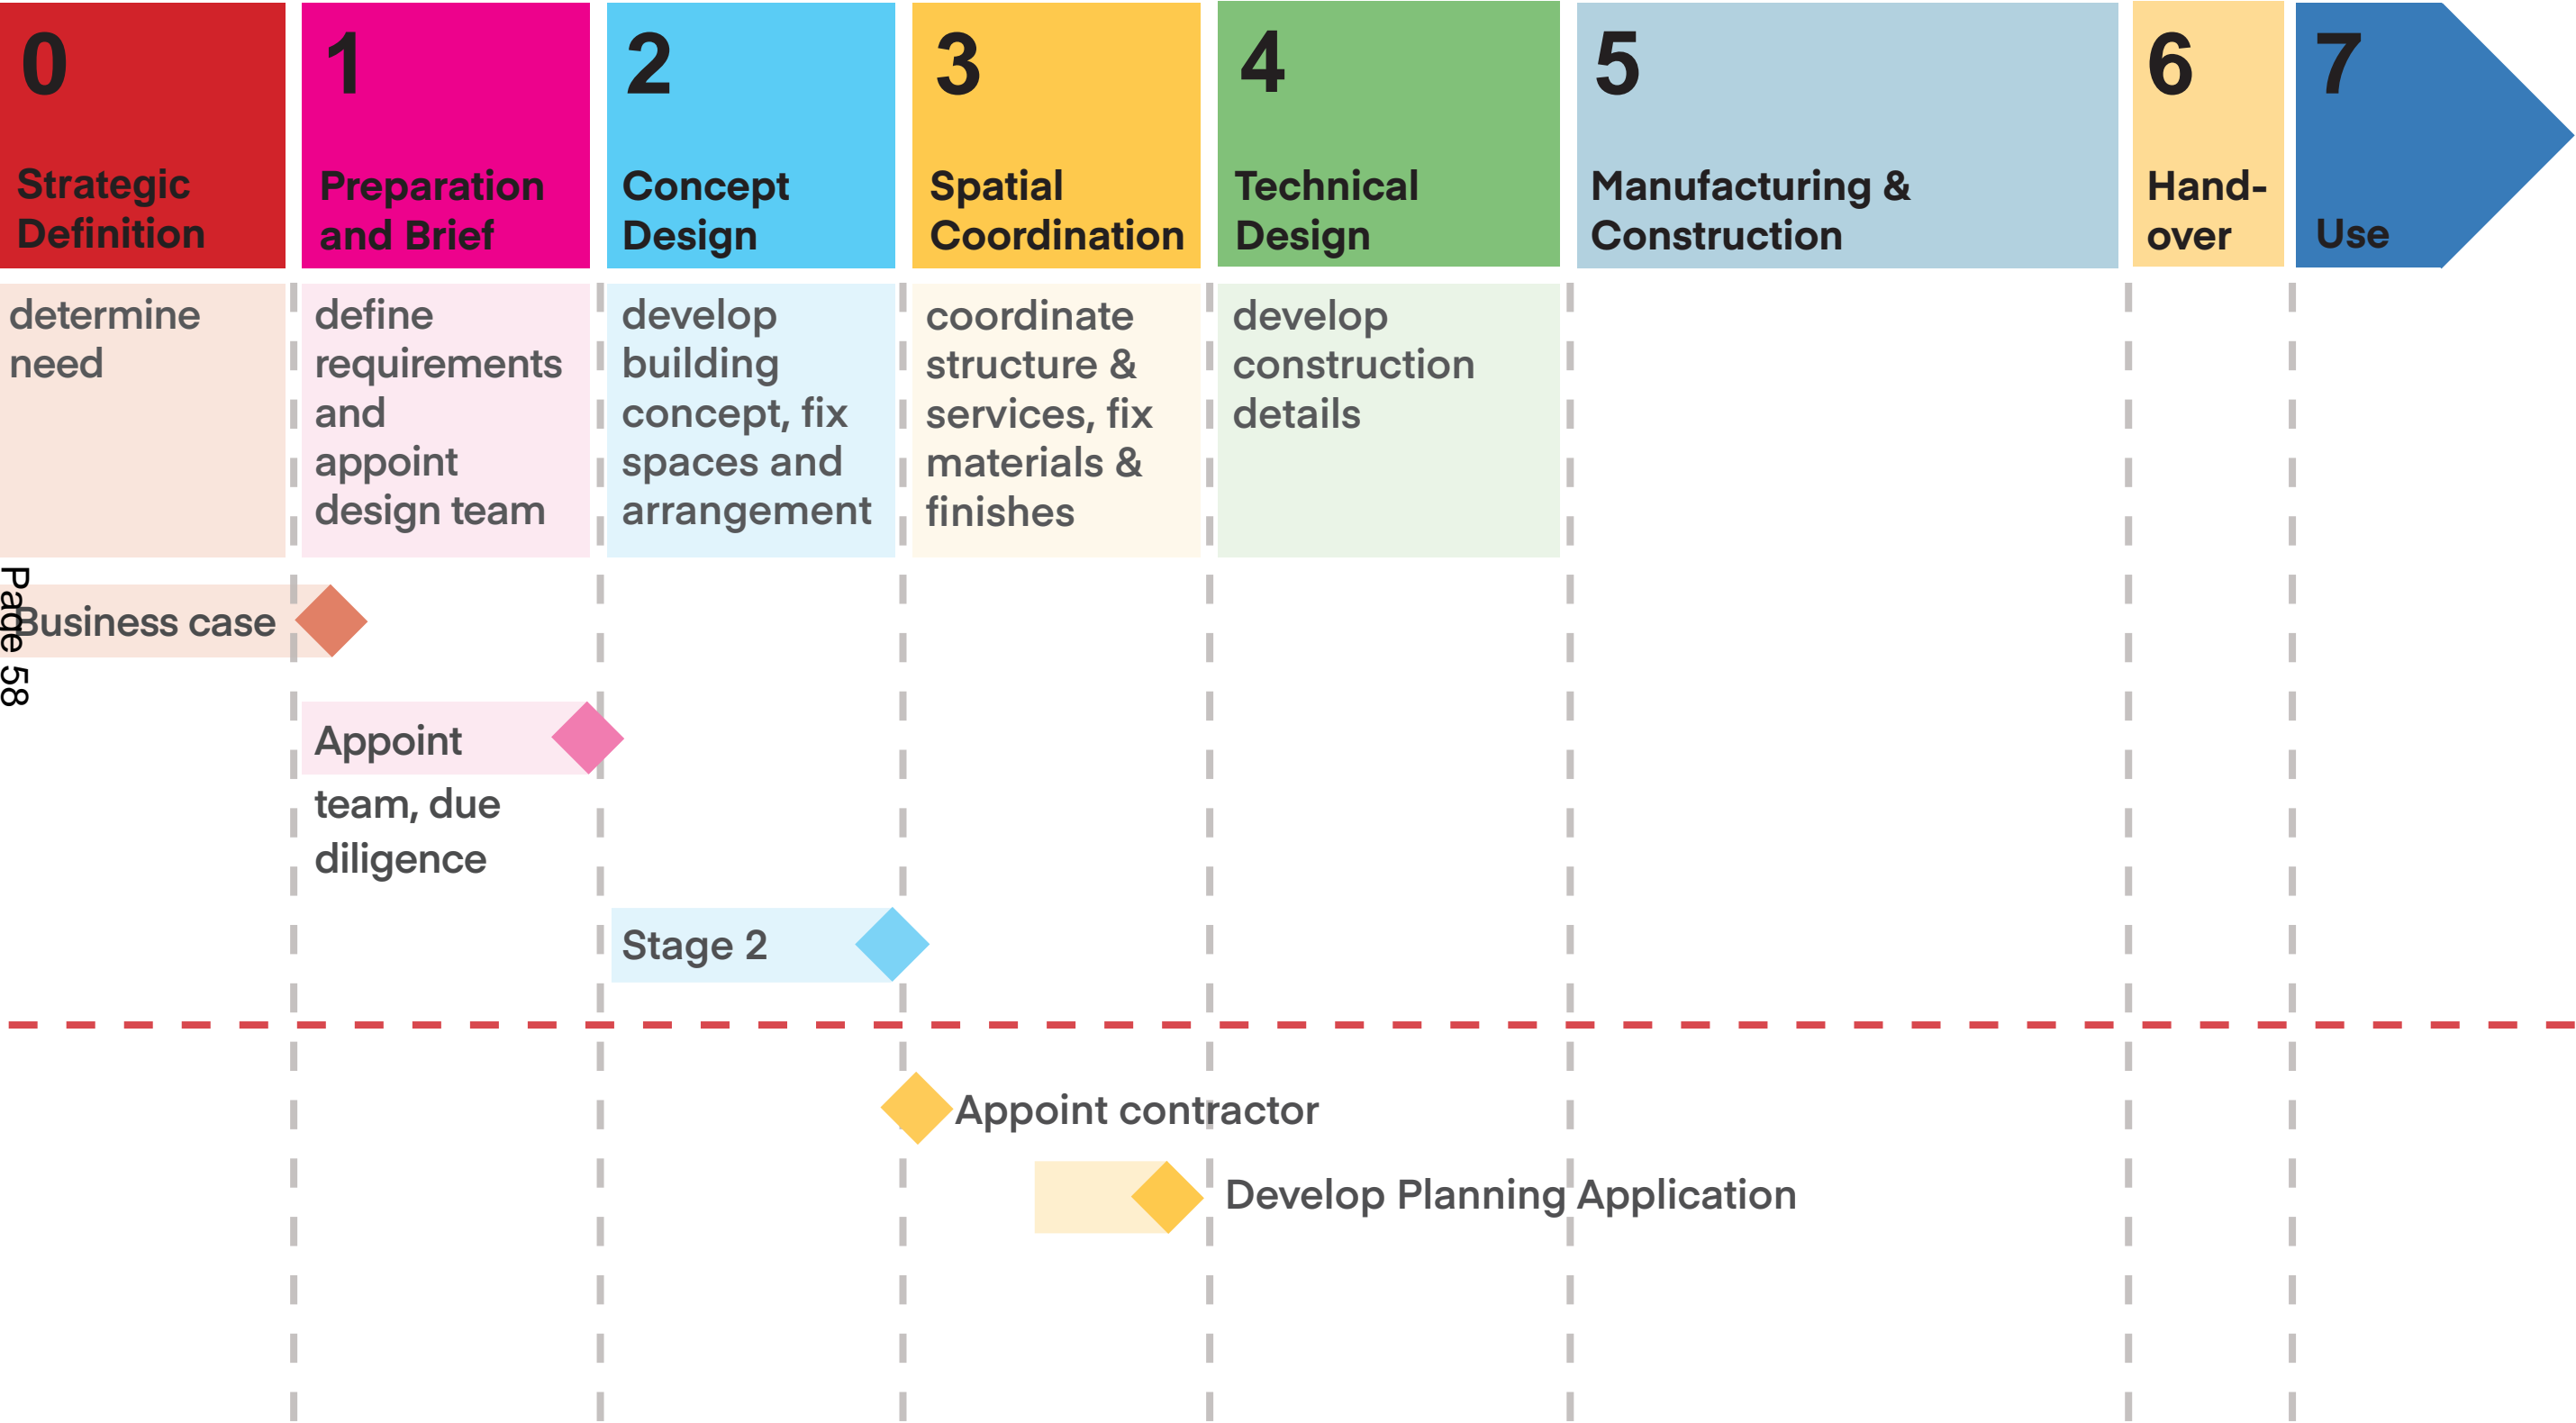 0
Strategic
Definition
1
Preparation
and Brief
2
Concept
Design
3
Spatial
Coordination
4
Technical
Design
5
Manufacturing &
Construction
6
Hand-
over
7
Use
determine
need
define
requirements
and
appoint
design team
develop
building
concept, fix
spaces and
arrangement
coordinate
structure &
services, fix
materials &
finishes
develop
construction
details
Page 58
Business case
Appoint
team, due
diligence
Stage 2
Appoint contractor
Develop Planning Application